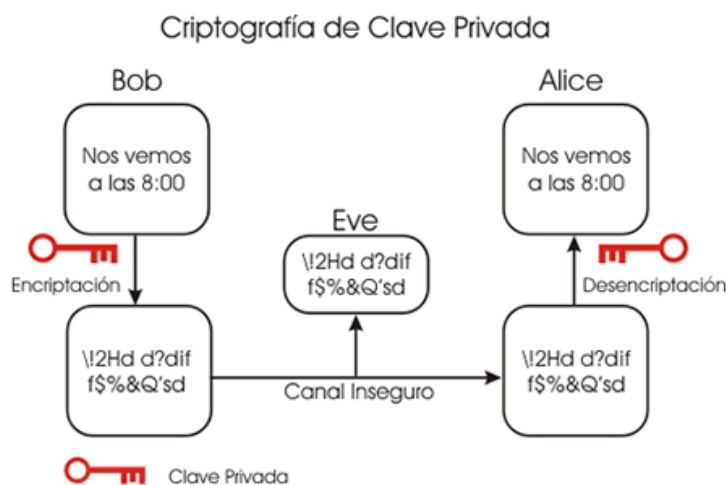 Criptografía de Clave Privada
Bob
Alice
Nos vemos
a las 8:00
Nos vemos
a las 8:00
Eve
\!2Hd d?dif
f$%&Q'sd
Encriptación
Desencriptación
\!2Hd d?dif
f$%&Q'sd
\!2Hd d?dif
f$%&Q'sd
Canal Inseguro
Clave Privada